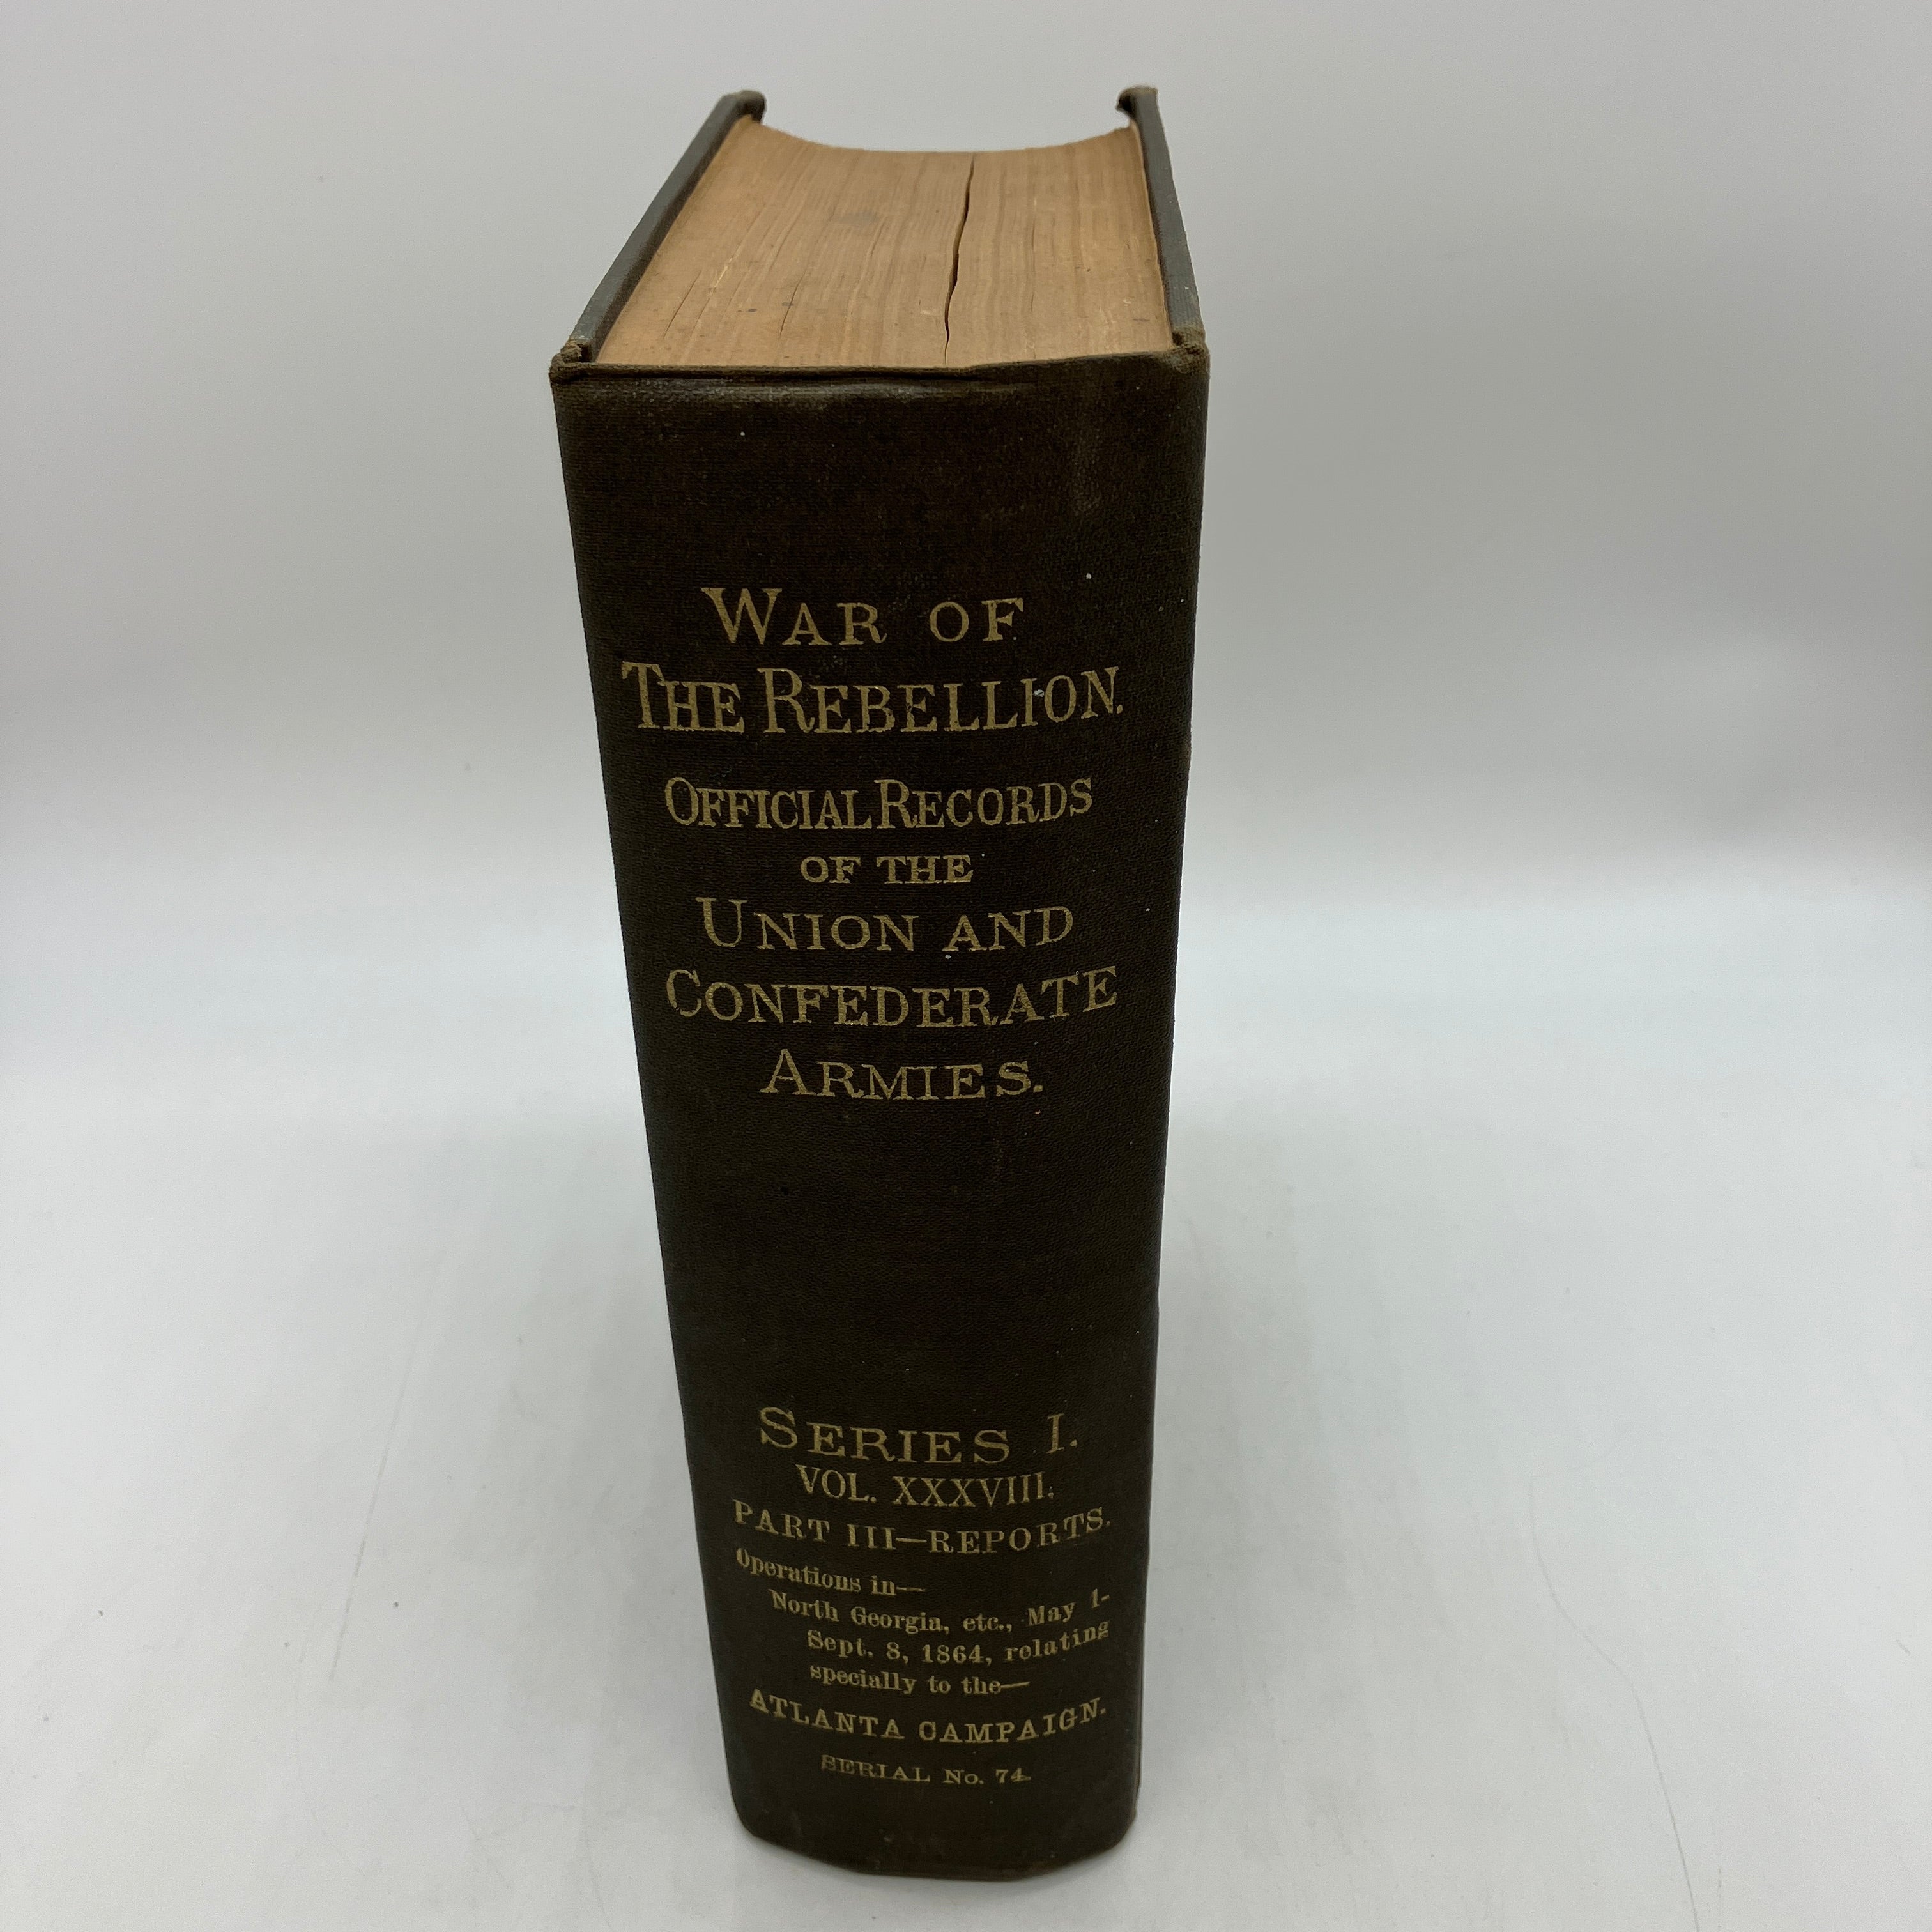 WAR OF
THE REBELLION.
OFFICIAL RECORDS
OF THE
UNION AND
CONFEDERATE
ARMIES.
SERIES I.
VOL. XXXVIII.
PART III—REPORTS.
Operations in—
North Georgia, etc., May 1-
Sept. 8, 1864, relating
specially to the—
ATLANTA CAMPAIGN.
SERIAL No. 74.